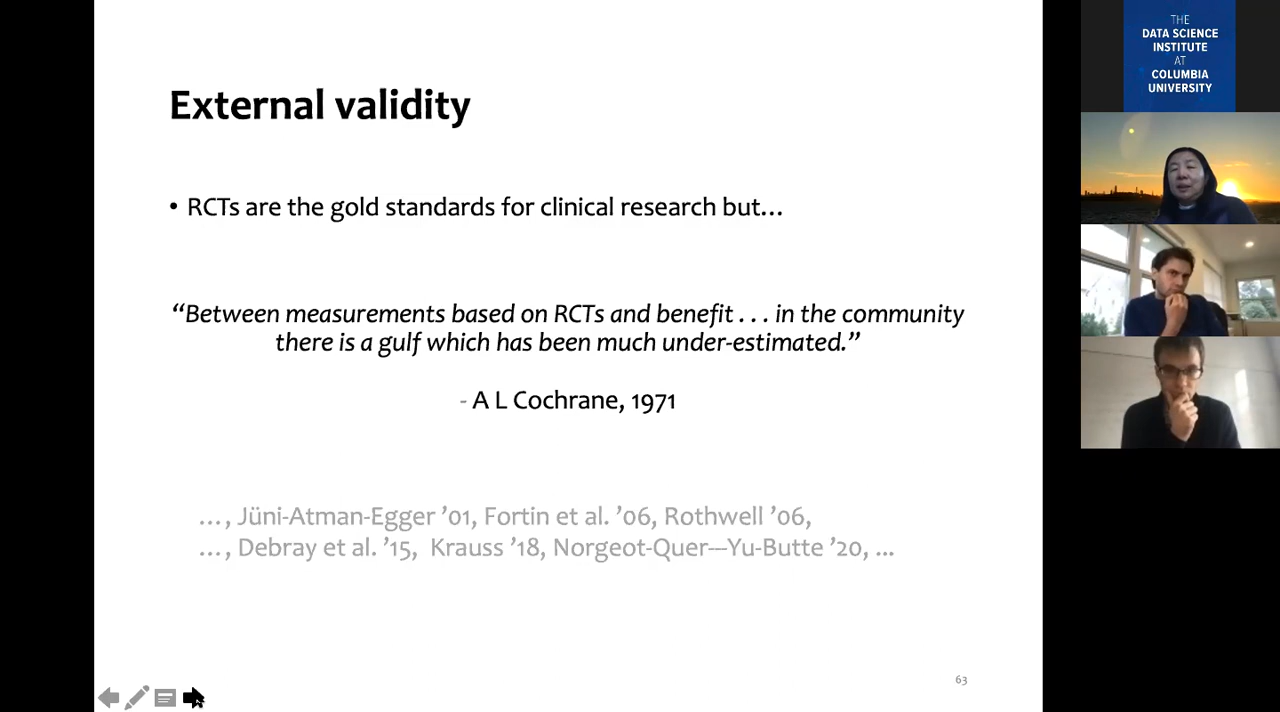 External validity
• RCTs are the gold standards for clinical research but…
“Between measurements based on RCTs and benefit . . . in the community
there is a gulf which has been much under-estimated.”
- A L Cochrane, 1971
…, Jüni-Atman-Egger ’01, Fortin et al. ’06, Rothwell ’06,
…, Debray et al. ’15, Krauss ’18, Norgeot-Quer---Yu-Butte ’20, ...
63
THE
DATA SCIENCE
INSTITUTE
AT
COLUMBIA
UNIVERSITY